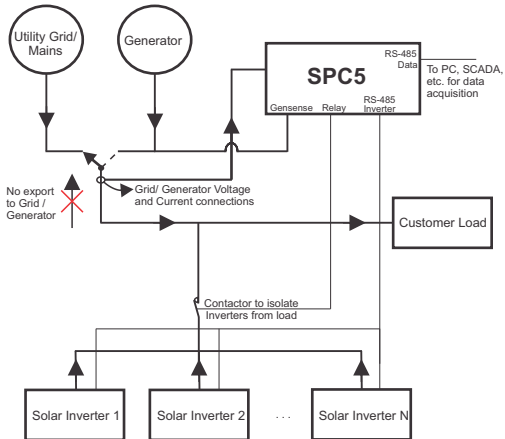 Utility Grid/
Mains
Generator
SPC5
RS-485
Data
Gensense
Relay
RS-485
Inverter
To PC, SCADA,
etc. for data
acquisition
No export
to Grid /
Generator
Grid/ Generator Voltage
and Current connections
Customer Load
Contactor to isolate
Inverters from load
Solar Inverter 1
Solar Inverter 2
. . .
Solar Inverter N